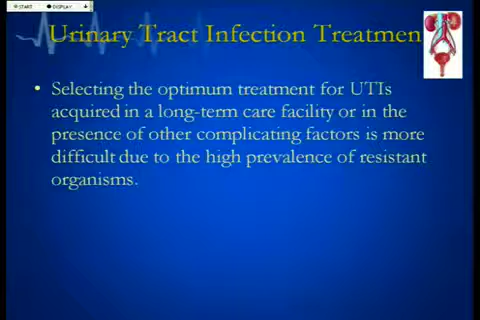 START DISPLAY
Urinary Tract Infection Treatmen
• Selecting the optimum treatment for UTIs
acquired in a long-term care facility or in the
presence of other complicating factors is more
difficult due to the high prevalence of resistant
organisms.